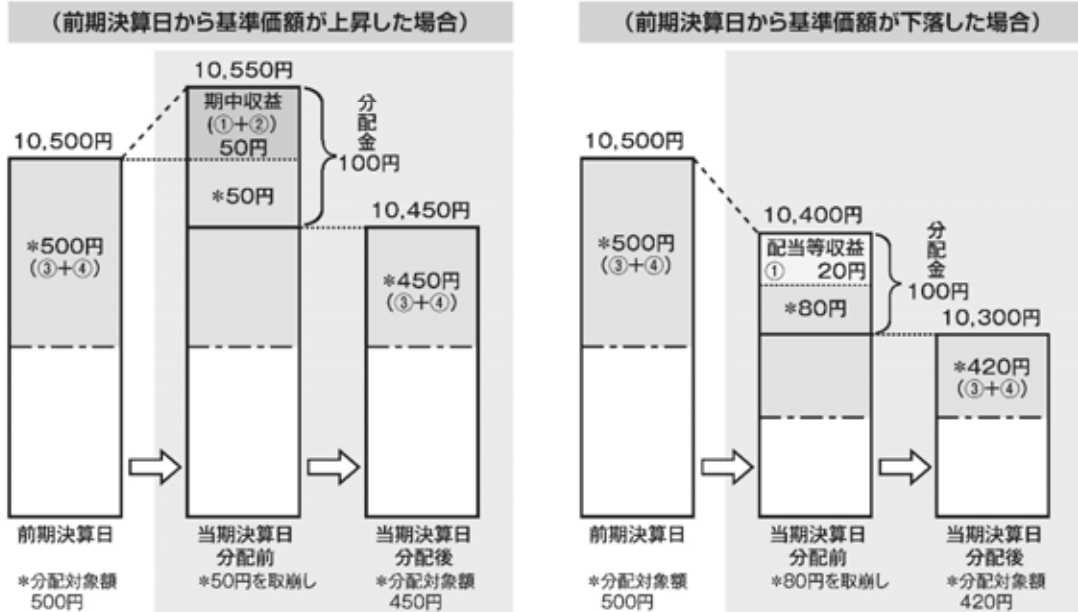 （前期決算日から基準価額が上昇した場合）
10,550円
期中収益
（①＋②）
50円
分配金
100円
10,500円
＊50円
10,450円
＊500円
（③＋④）
＊450円
（③＋④）
前期決算日
当期決算日
分配前
当期決算日
分配後
＊分配対象額
500円
＊50円を取崩し
＊分配対象額
450円
（前期決算日から基準価額が下落した場合）
10,500円
10,400円
配当等収益
① 20円
分配金
100円
＊80円
10,300円
＊500円
（③＋④）
＊420円
（③＋④）
前期決算日
当期決算日
分配前
当期決算日
分配後
＊分配対象額
500円
＊80円を取崩し
＊分配対象額
420円